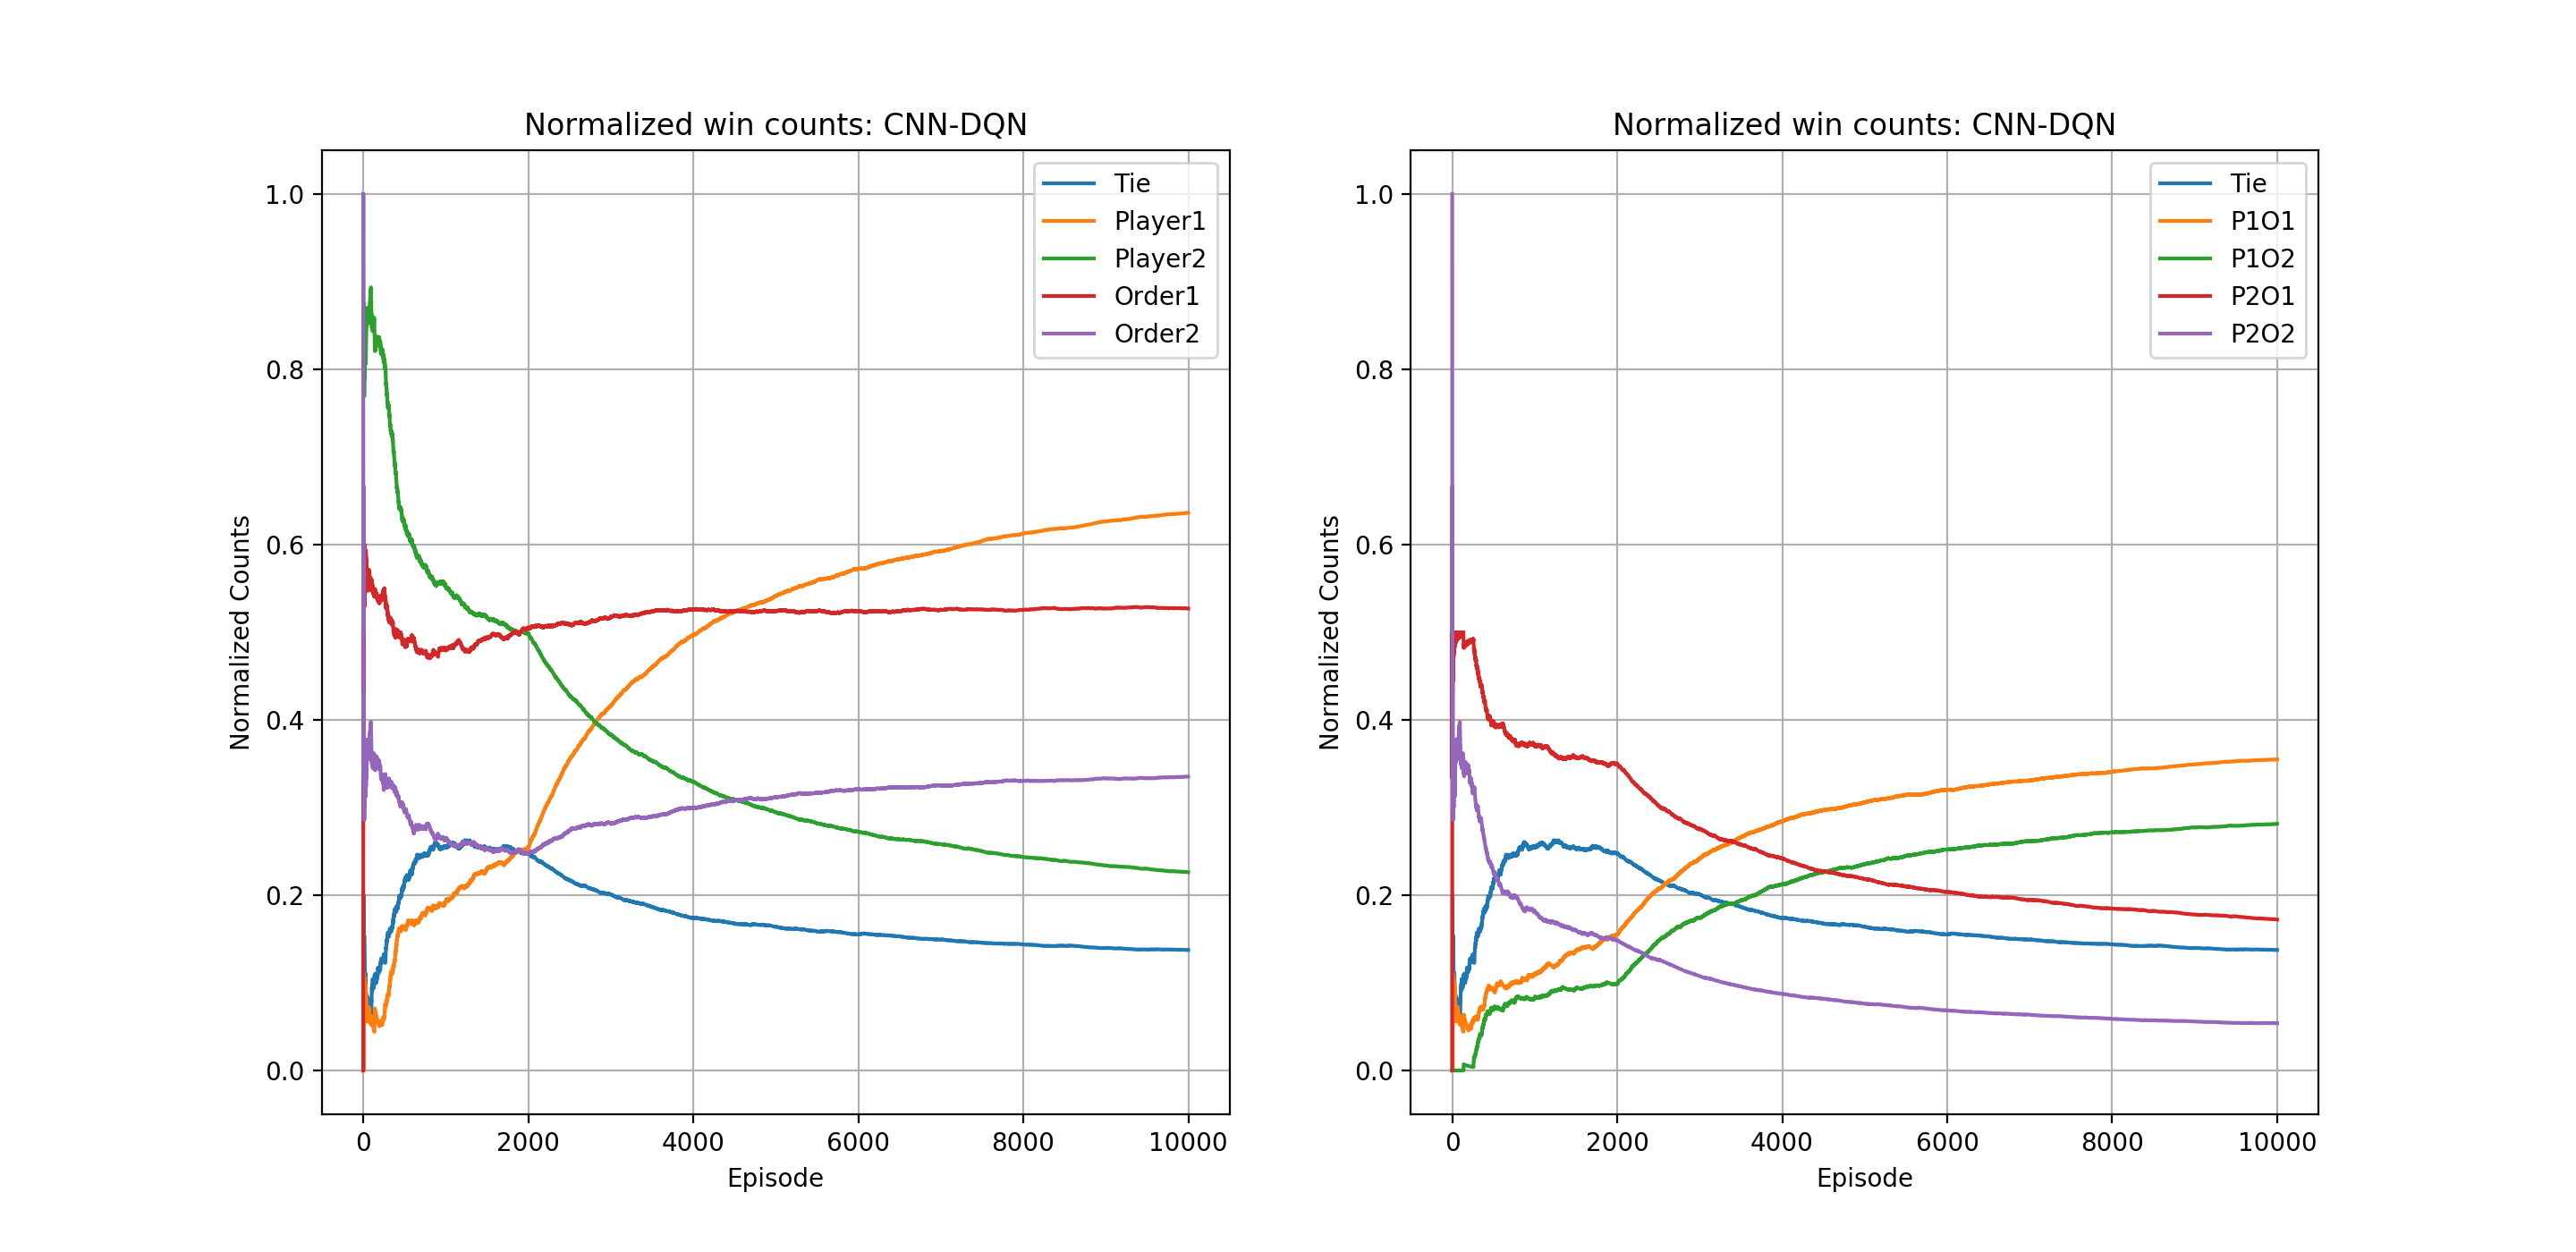 Normalized win counts: CNN-DQN
Normalized Counts
1.0
0.8
0.6
0.4
0.2
0.0
0 2000 4000 6000 8000 10000
Episode
Tie
Player1
Player2
Order1
Order2
Normalized win counts: CNN-DQN
Normalized Counts
1.0
0.8
0.6
0.4
0.2
0.0
0 2000 4000 6000 8000 10000
Episode
Tie
P1O1
P1O2
P2O1
P2O2